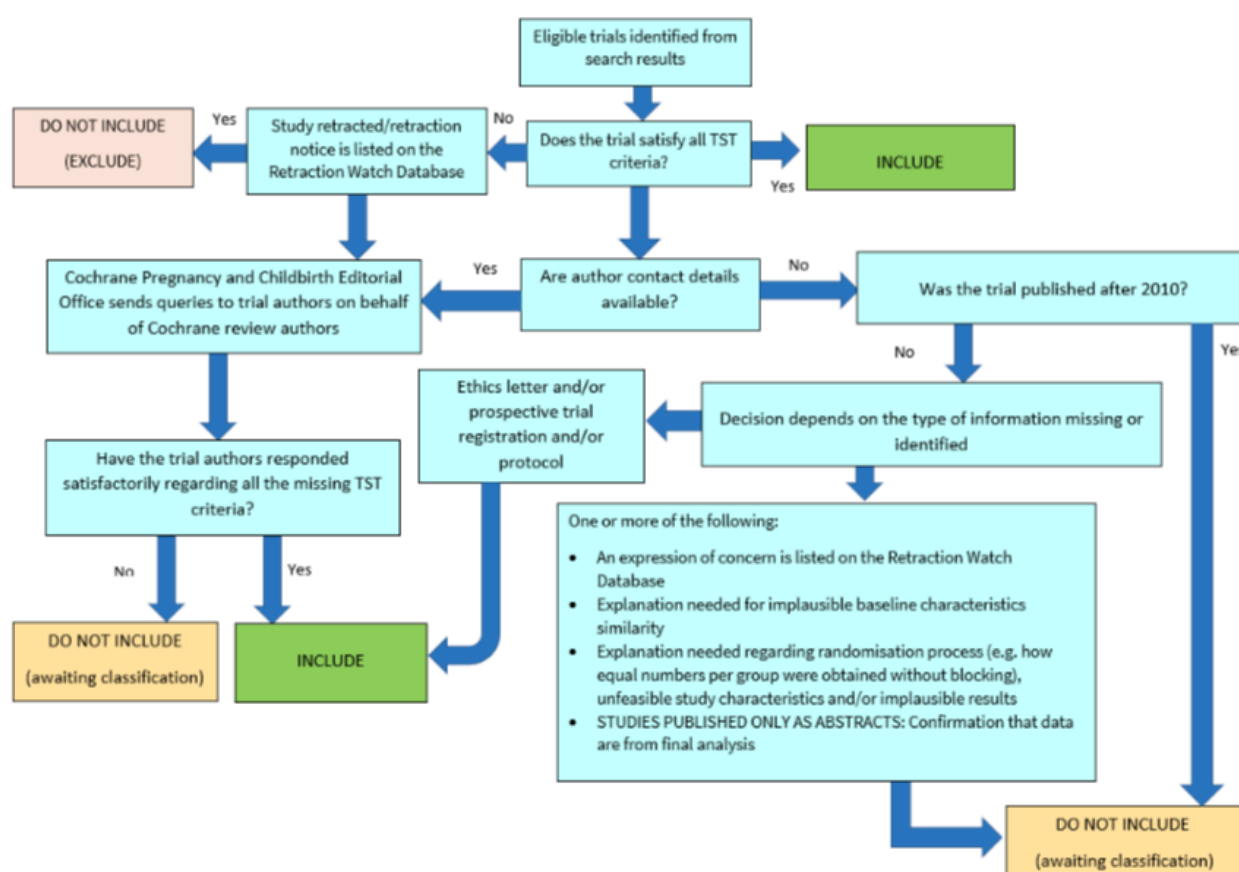 Eligible trials identified from
search results
DO NOT INCLUDE
(EXCLUDE)
Yes
Study retracted/retraction
notice is listed on the
Retraction Watch Database
No
Does the trial satisfy all TST
criteria?
Yes
INCLUDE
Cochrane Pregnancy and Childbirth Editorial
Office sends queries to trial authors on behalf
of Cochrane review authors
Yes
Are author contact details
available?
No
Was the trial published after 2010?
No
Yes
Ethics letter and/or
prospective trial
registration and/or
protocol
Decision depends on the type of information missing or
identified
Have the trial authors responded
satisfactorily regarding all the missing TST
criteria?
No
Yes
DO NOT INCLUDE
(awaiting classification)
INCLUDE
One or more of the following:
• An expression of concern is listed on the Retraction Watch
Database
• Explanation needed for implausible baseline characteristics
similarity
• Explanation needed regarding randomisation process (e.g. how
equal numbers per group were obtained without blocking),
unfeasible study characteristics and/or implausible results
• STUDIES PUBLISHED ONLY AS ABSTRACTS: Confirmation that data
are from final analysis
DO NOT INCLUDE
(awaiting classification)